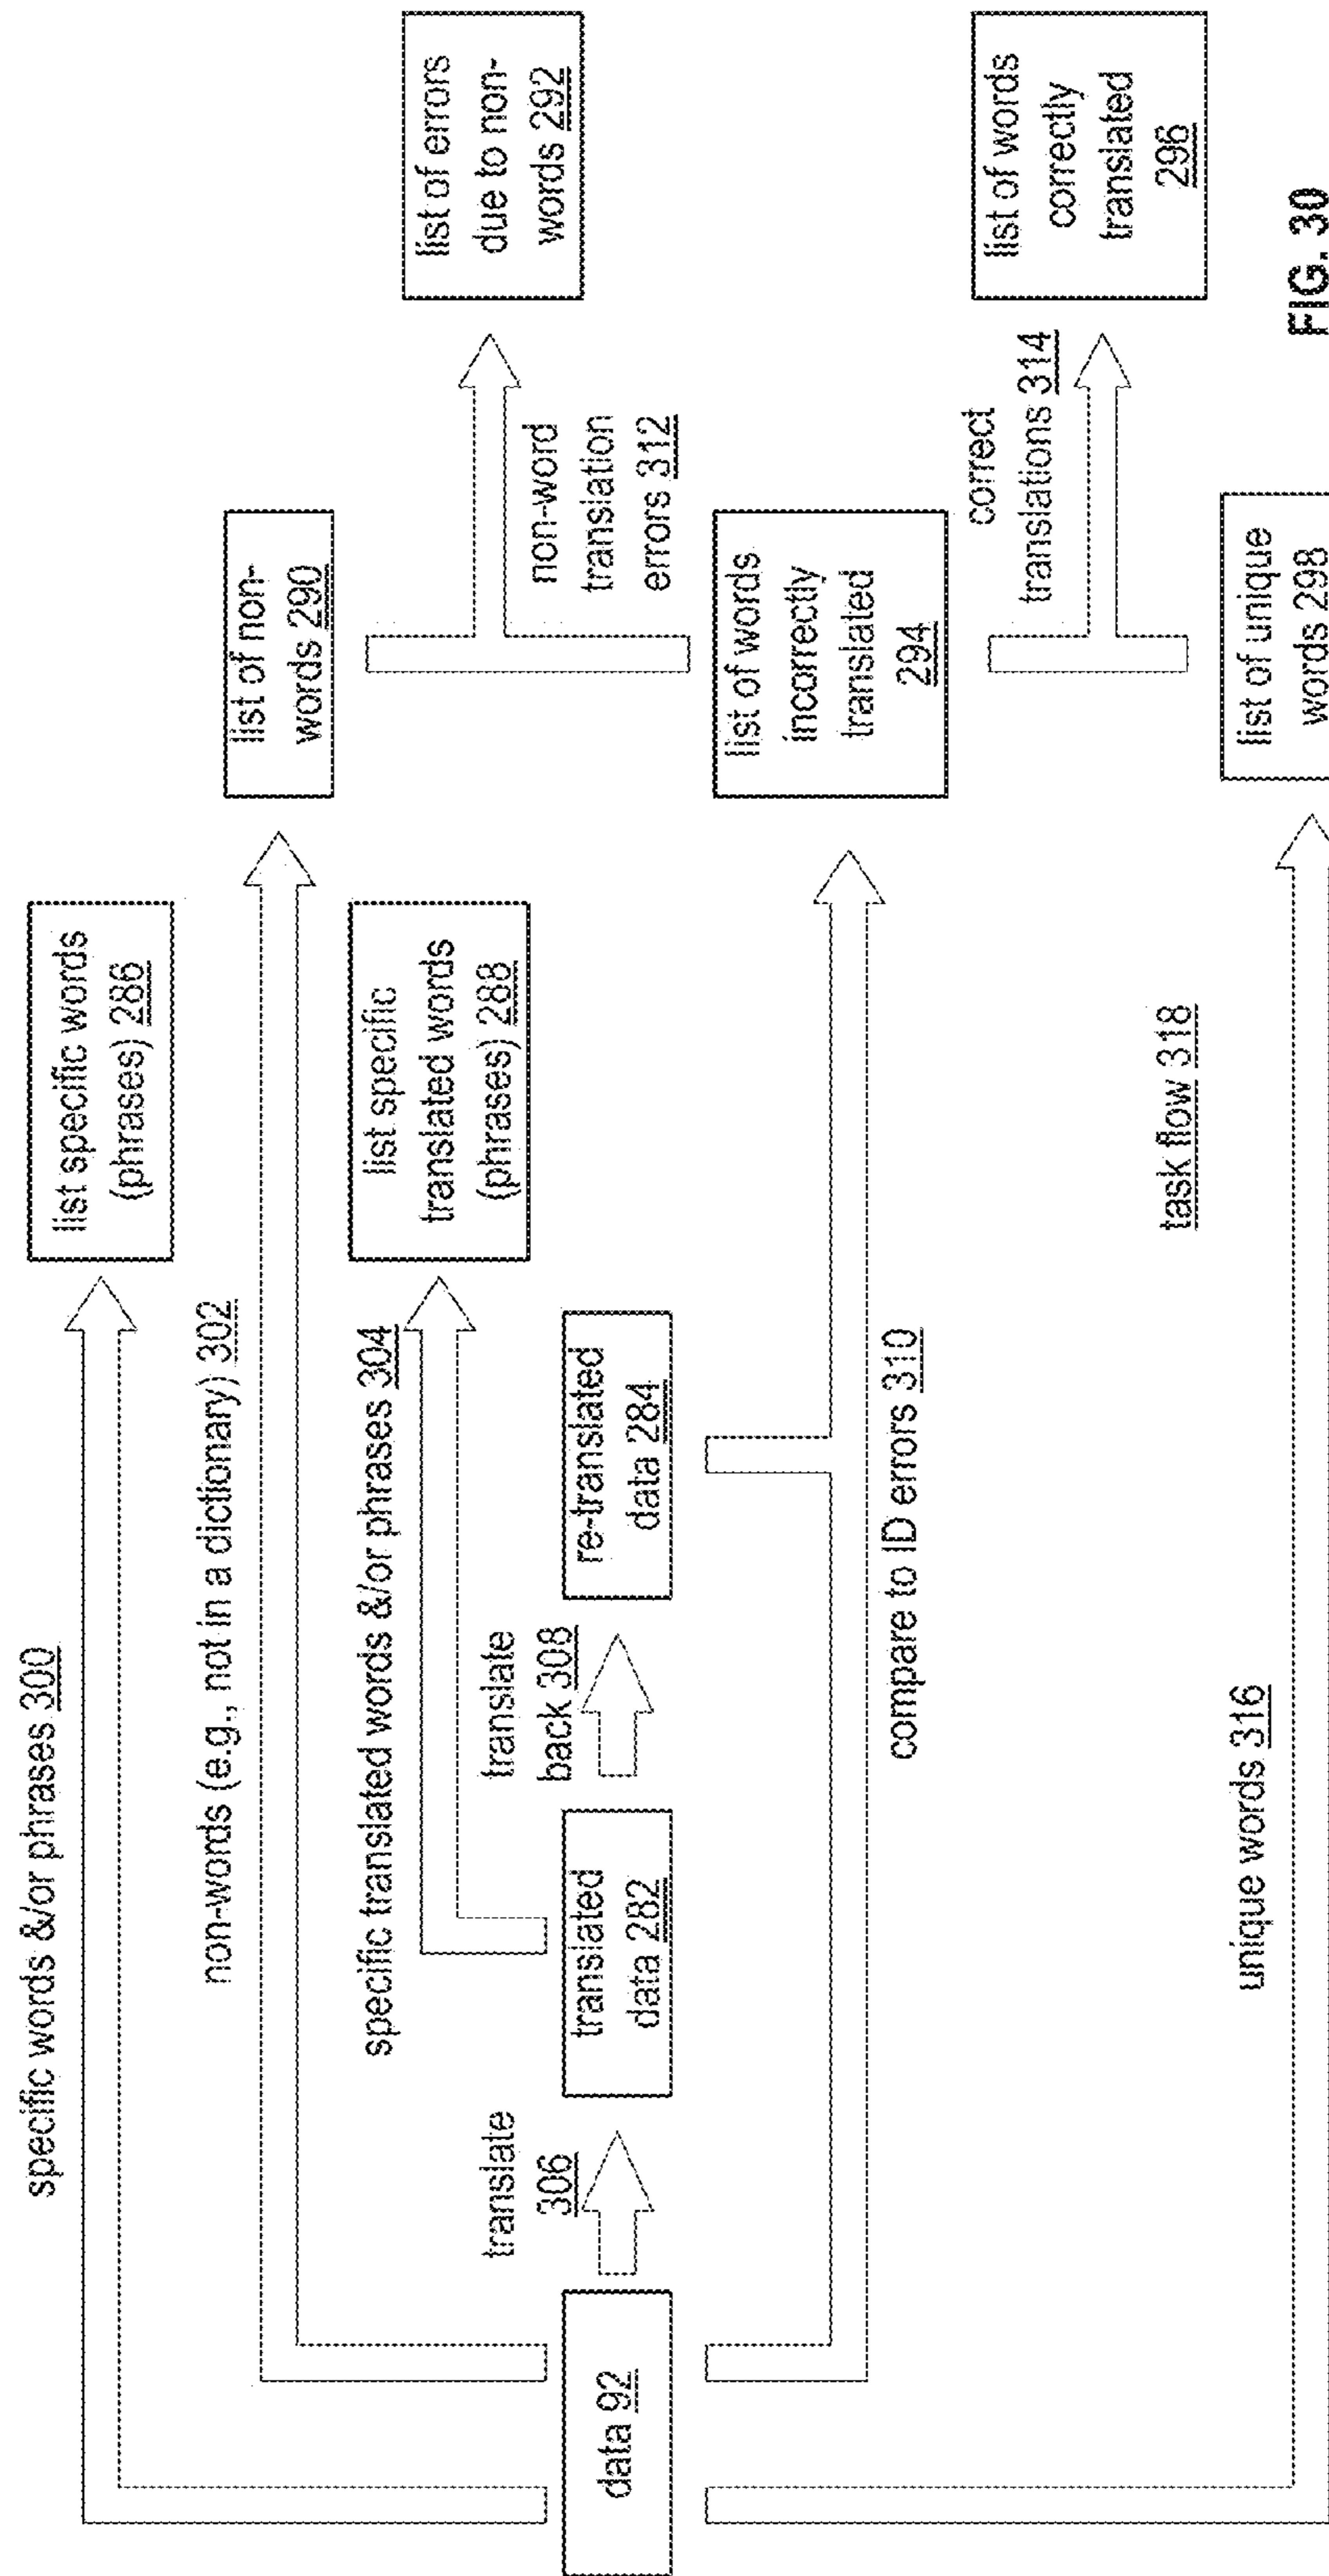 specific words &/or phrases 300
list specific words
(phrases) 286
non-words (e.g., not in a dictionary) 302
list of non-
words 290
specific translated words &/or phrases 304
list specific
translated words
(phrases) 288
list of errors
due to non-
words 292
non-word
translation
errors 312
data 92
translate
306
translated
data 282
translate
back 308
re-translated
data 284
compare to ID errors 310
list of words
incorrectly
translated
294
correct
translations 314
list of words
correctly
translated
296
task flow 318
unique words 316
list of unique
words 298
FIG. 30